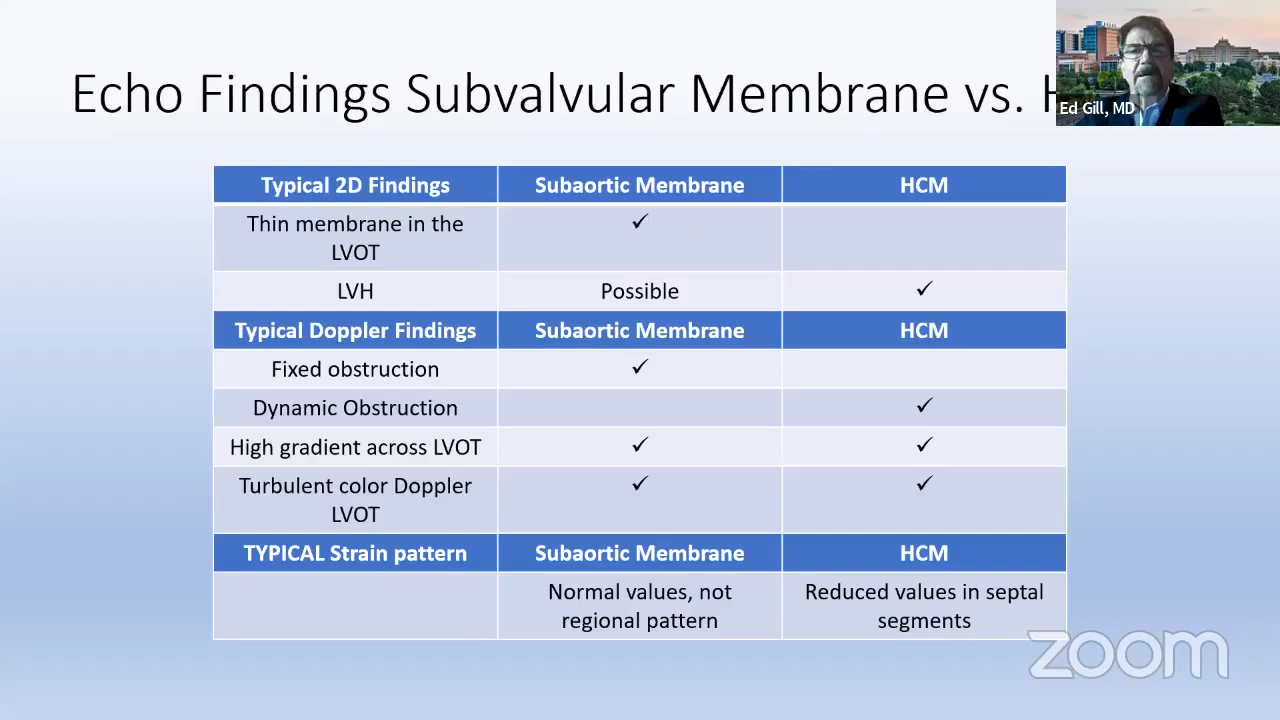 Echo Findings Subvalvular Membrane vs.
Ed Gill, MD
Typical 2D Findings Subaortic Membrane HCM
Thin membrane in the ✓
LVOT
LVH Possible ✓
Typical Doppler Findings Subaortic Membrane HCM
Fixed obstruction ✓
Dynamic Obstruction ✓
High gradient across LVOT ✓ ✓
Turbulent color Doppler ✓ ✓
LVOT
TYPICAL Strain pattern Subaortic Membrane HCM
Normal values, not Reduced values in septal
regional pattern segments
zoom